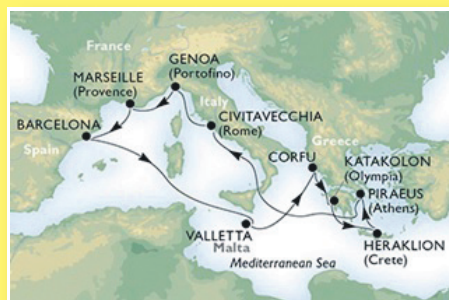 France
GENOA
(Portofino)
MARSEILLE
(Provence)
Italy
CIVITAVECCHIA
(Rome)
BARCELONA
Spain
Greece
CORFU
KATAKOLON
(Olympia)
PIRAEUS
(Athens)
VALLETTA
Malta
HERAKLION
(Crete)
Mediterranean Sea